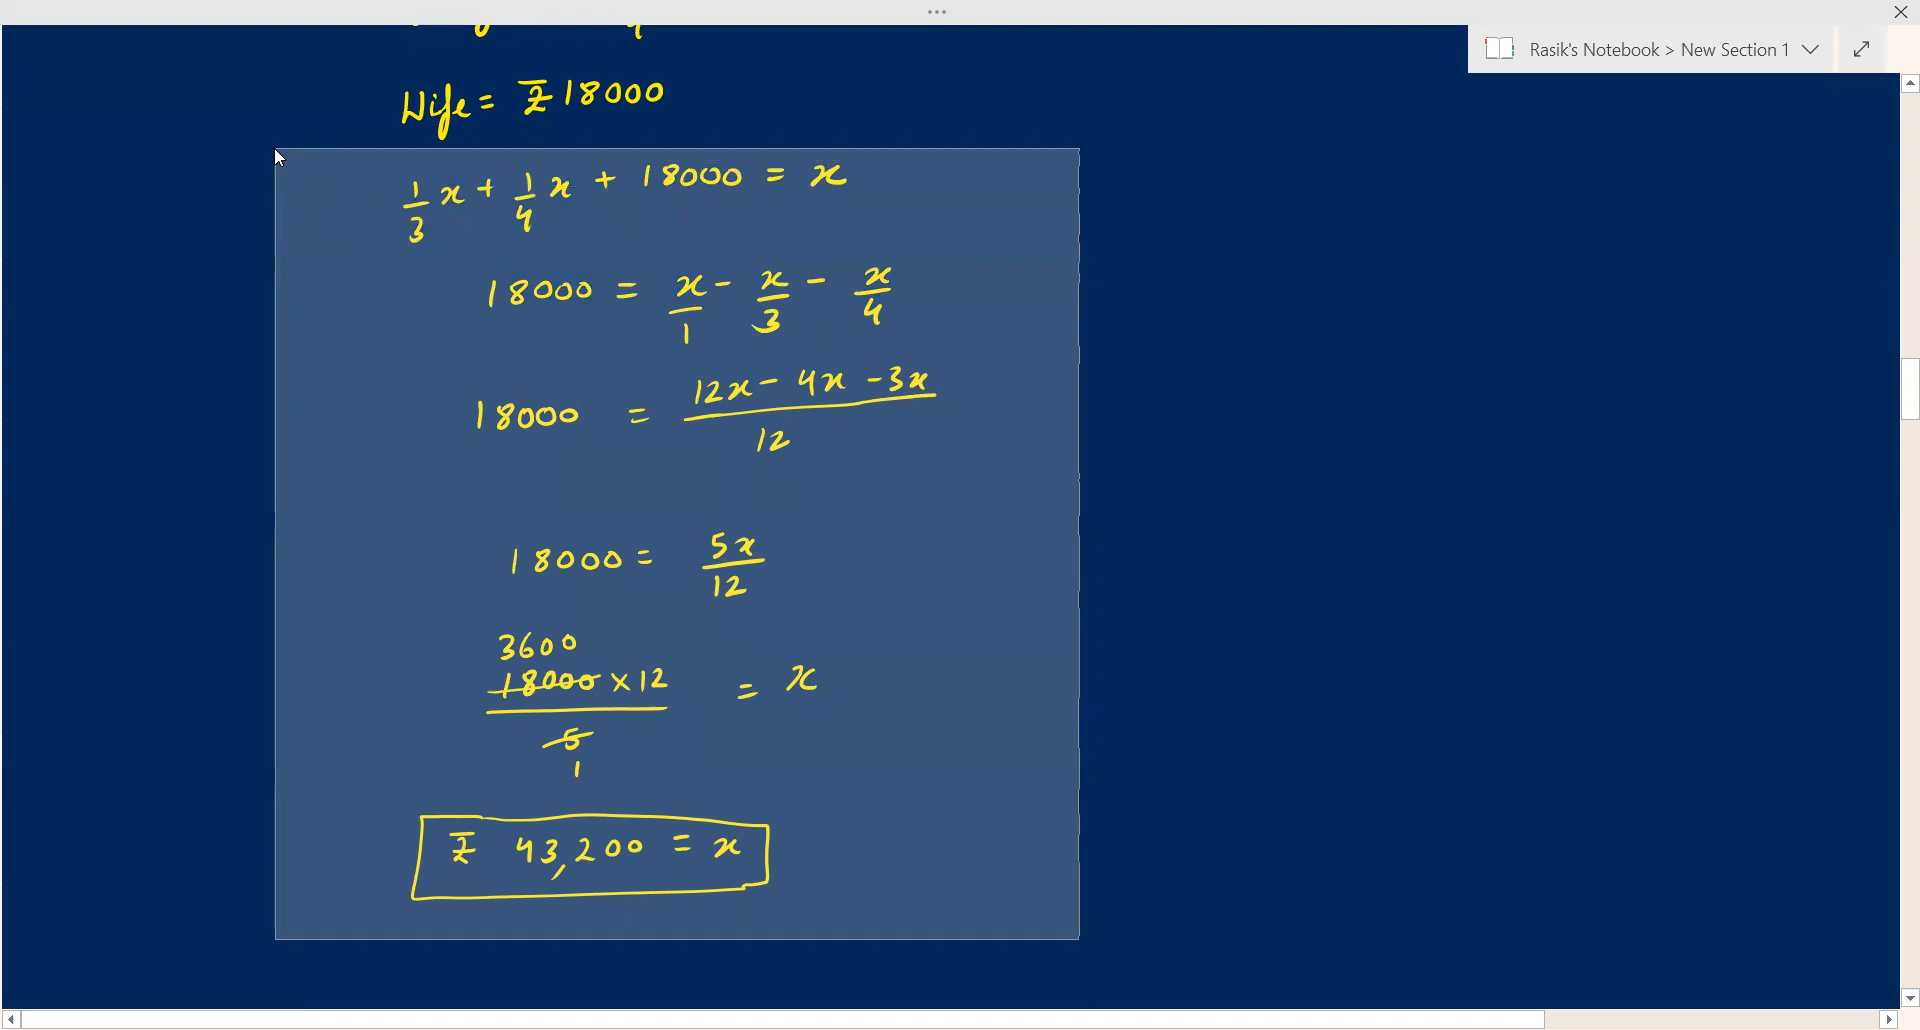 Rasik's Notebook > New Section 1
Wife = ₹ 18000
1/3 x + 1/4 x + 18000 = x
18000 = x/1 - x/3 - x/4
18000 = 12x - 4x - 3x / 12
18000 = 5x/12
3600
18000 × 12 / 5 = x
1
₹ 43,200 = x